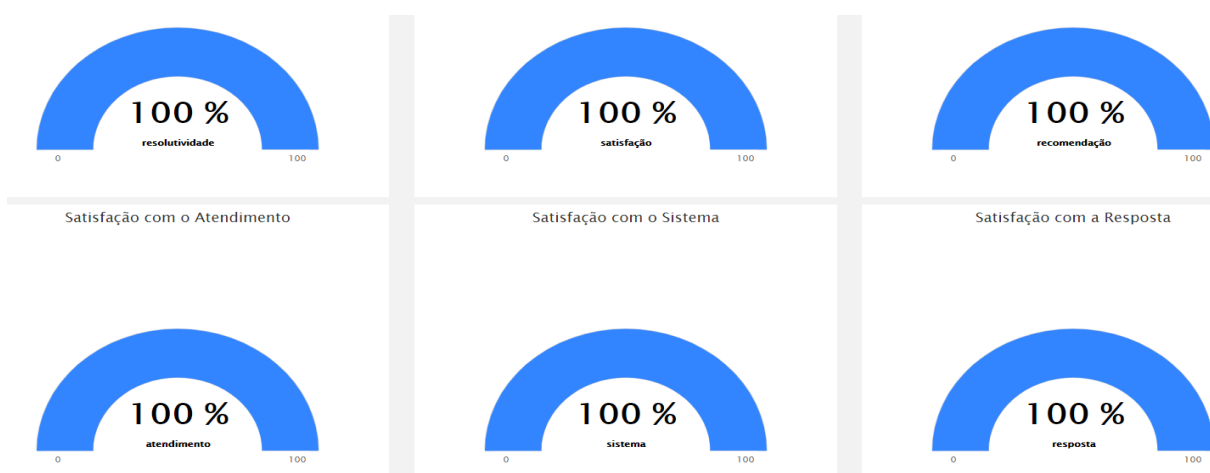 100 %
resolutividade
0 100
100 %
satisfação
0 100
100 %
recomendação
0 100
Satisfação com o Atendimento
100 %
atendimento
0 100
Satisfação com o Sistema
100 %
sistema
0 100
Satisfação com a Resposta
100 %
resposta
0 100